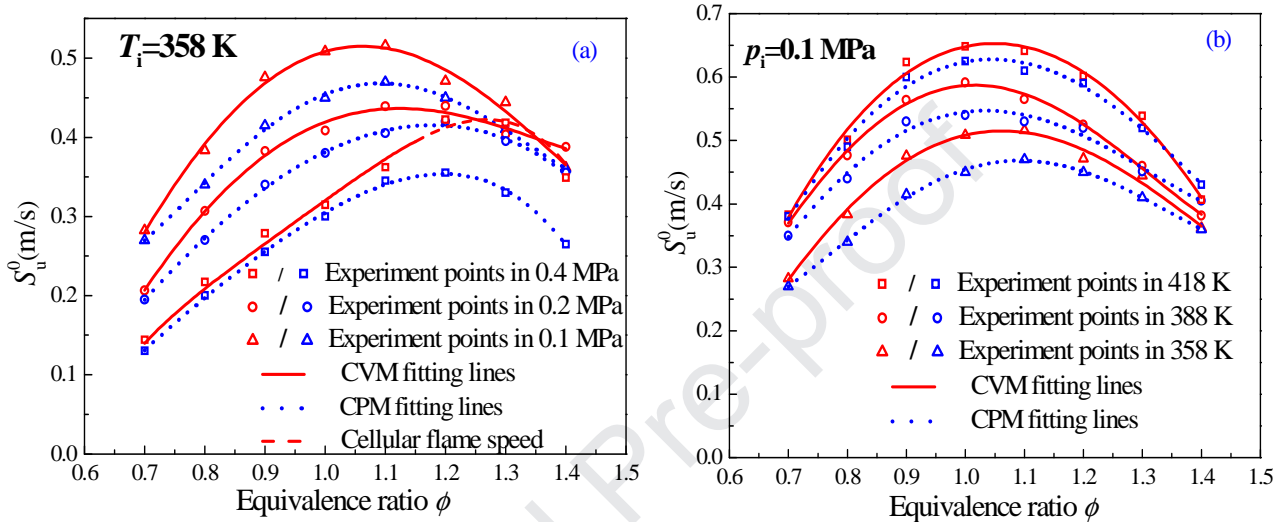 T_i=358 K
(a)
0.5
0.4
0.3
0.2
0.1
0.0
S_u^0(m/s)
/ Experiment points in 0.4 MPa
/ Experiment points in 0.2 MPa
/ Experiment points in 0.1 MPa
CVM fitting lines
CPM fitting lines
Cellular flame speed
0.6 0.7 0.8 0.9 1.0 1.1 1.2 1.3 1.4 1.5
Equivalence ratio ϕ
p_i=0.1 MPa
(b)
0.7
0.6
0.5
0.4
0.3
0.2
0.1
0.0
S_u^0(m/s)
/ Experiment points in 418 K
/ Experiment points in 388 K
/ Experiment points in 358 K
CVM fitting lines
CPM fitting lines
0.6 0.7 0.8 0.9 1.0 1.1 1.2 1.3 1.4 1.5
Equivalence ratio ϕ
Pre-proof